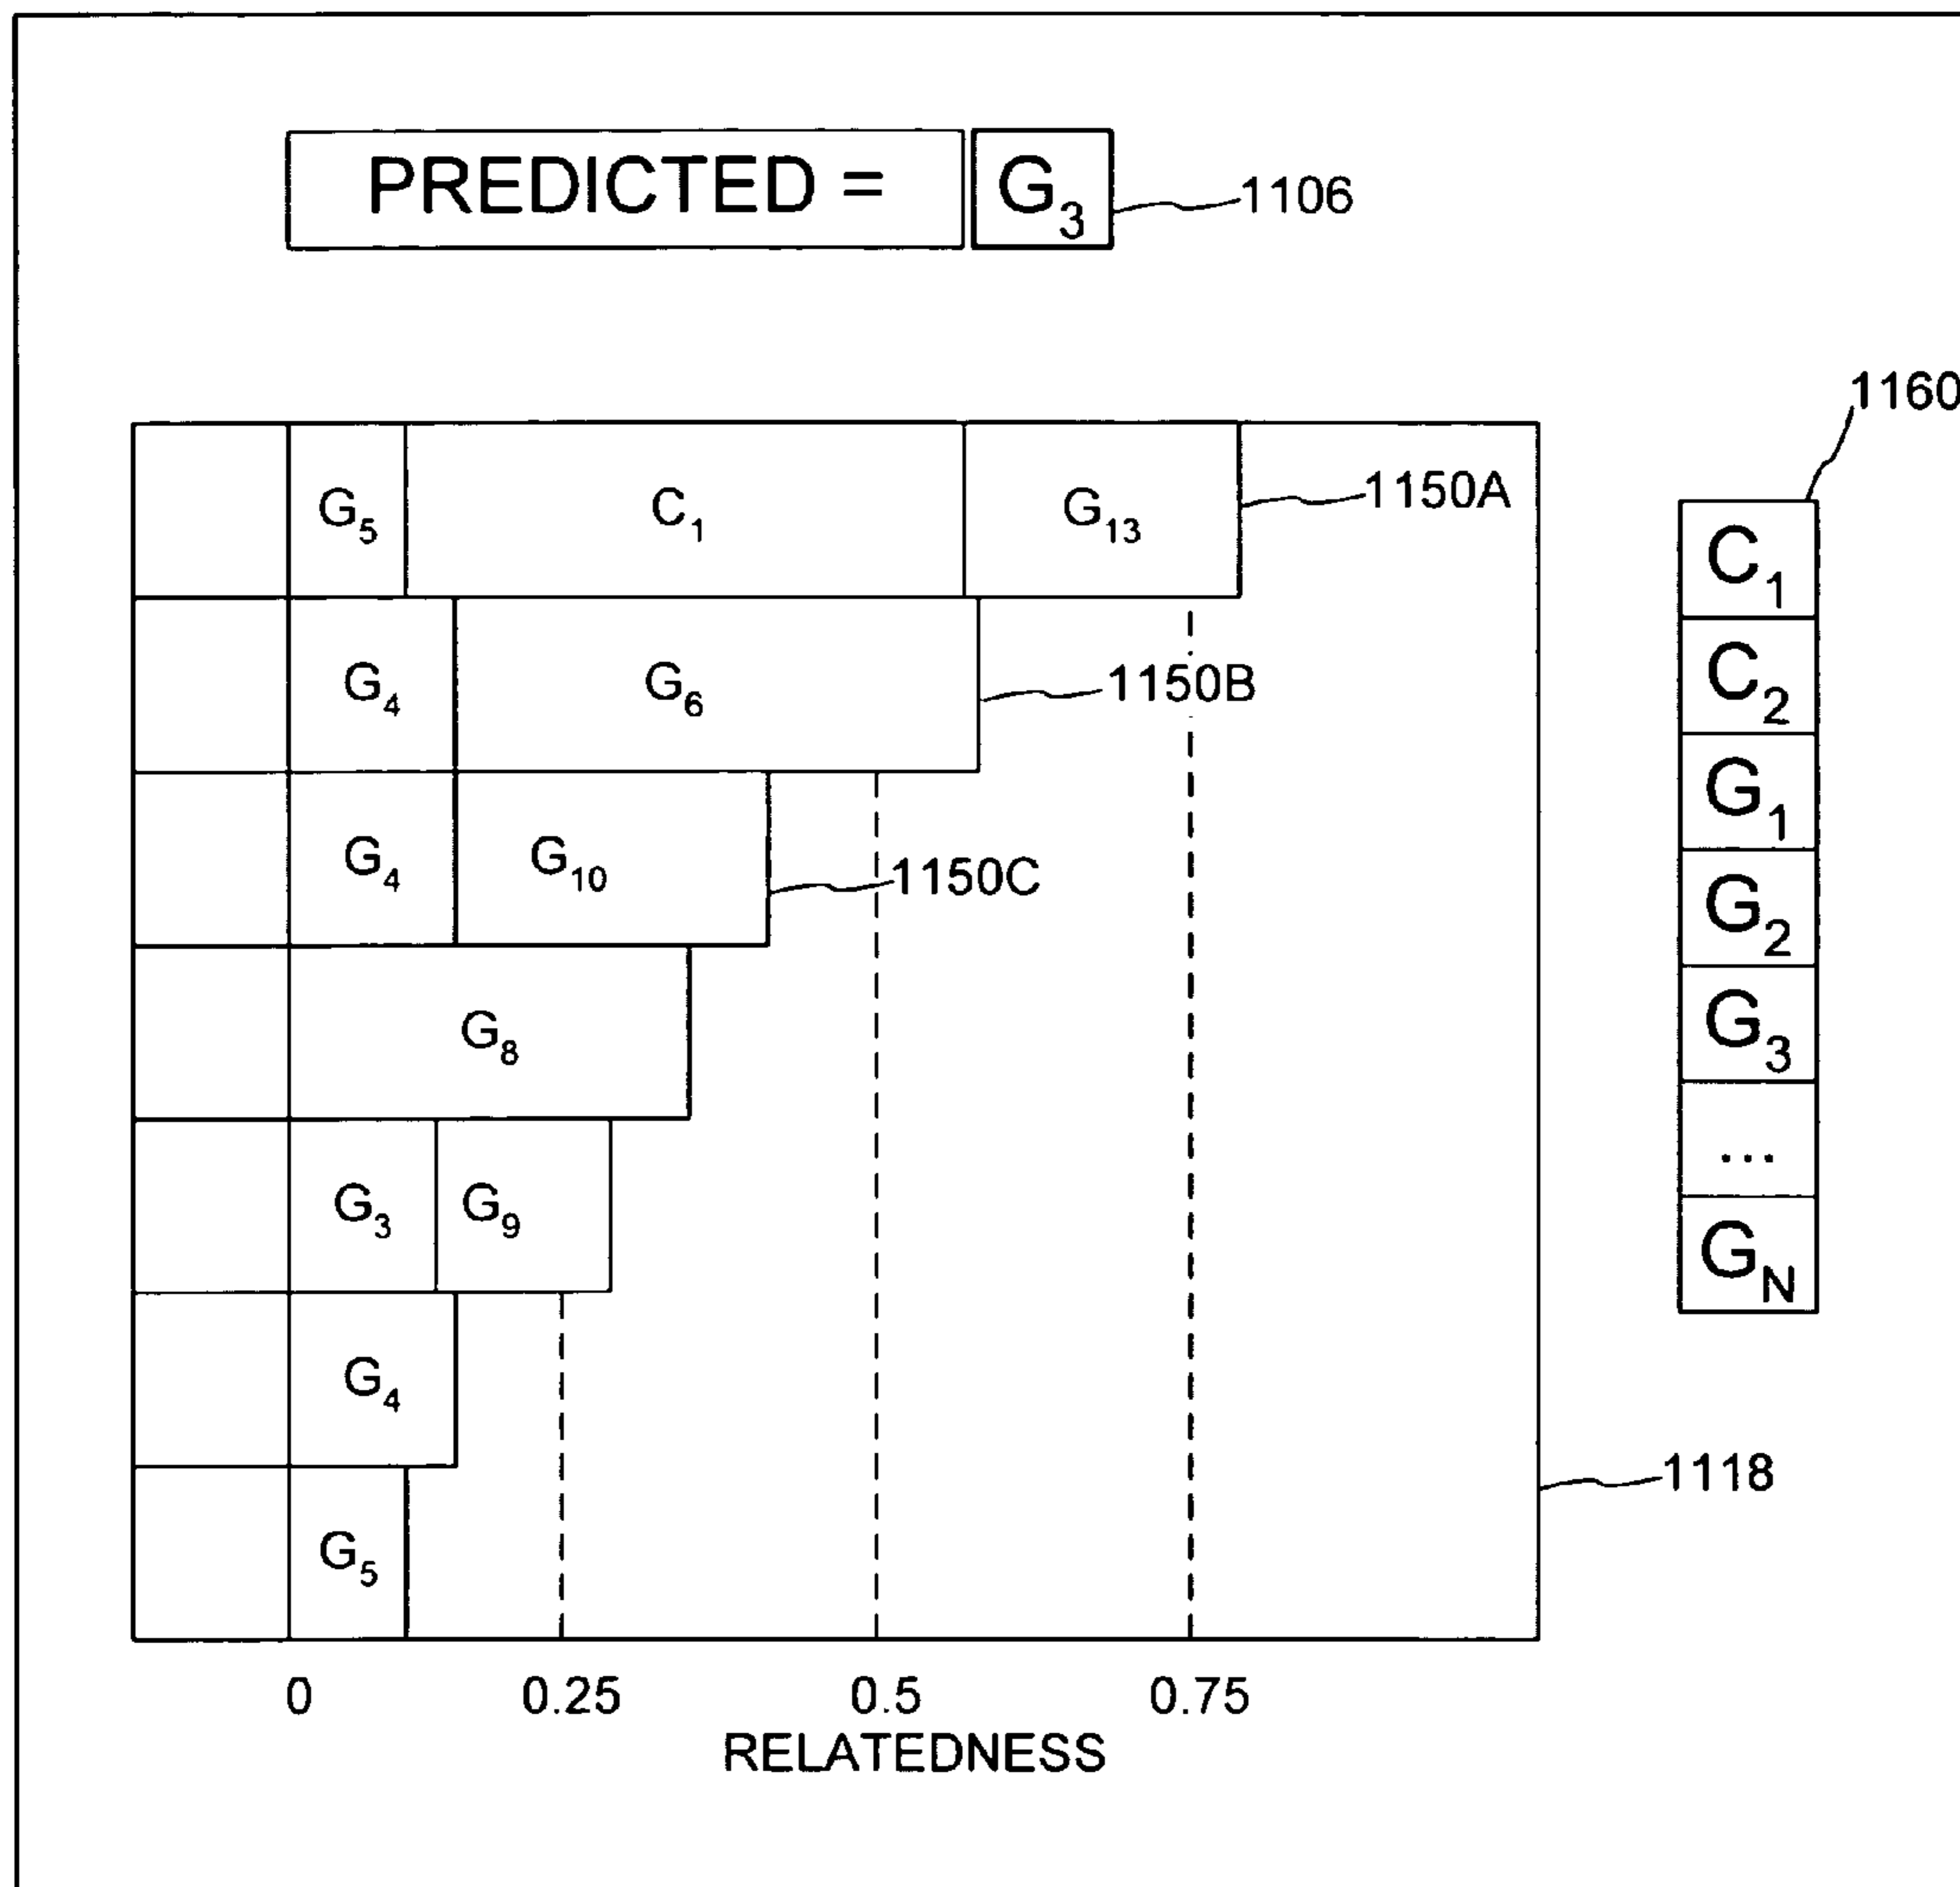 PREDICTED = G3
1106
1160
G5 C1 G13 1150A
G4 G6 1150B
G4 G10 1150C
G8
G3 G9
G4
G5
C1
C2
G1
G2
G3
...
GN
1118
0 0.25 0.5 0.75
RELATEDNESS